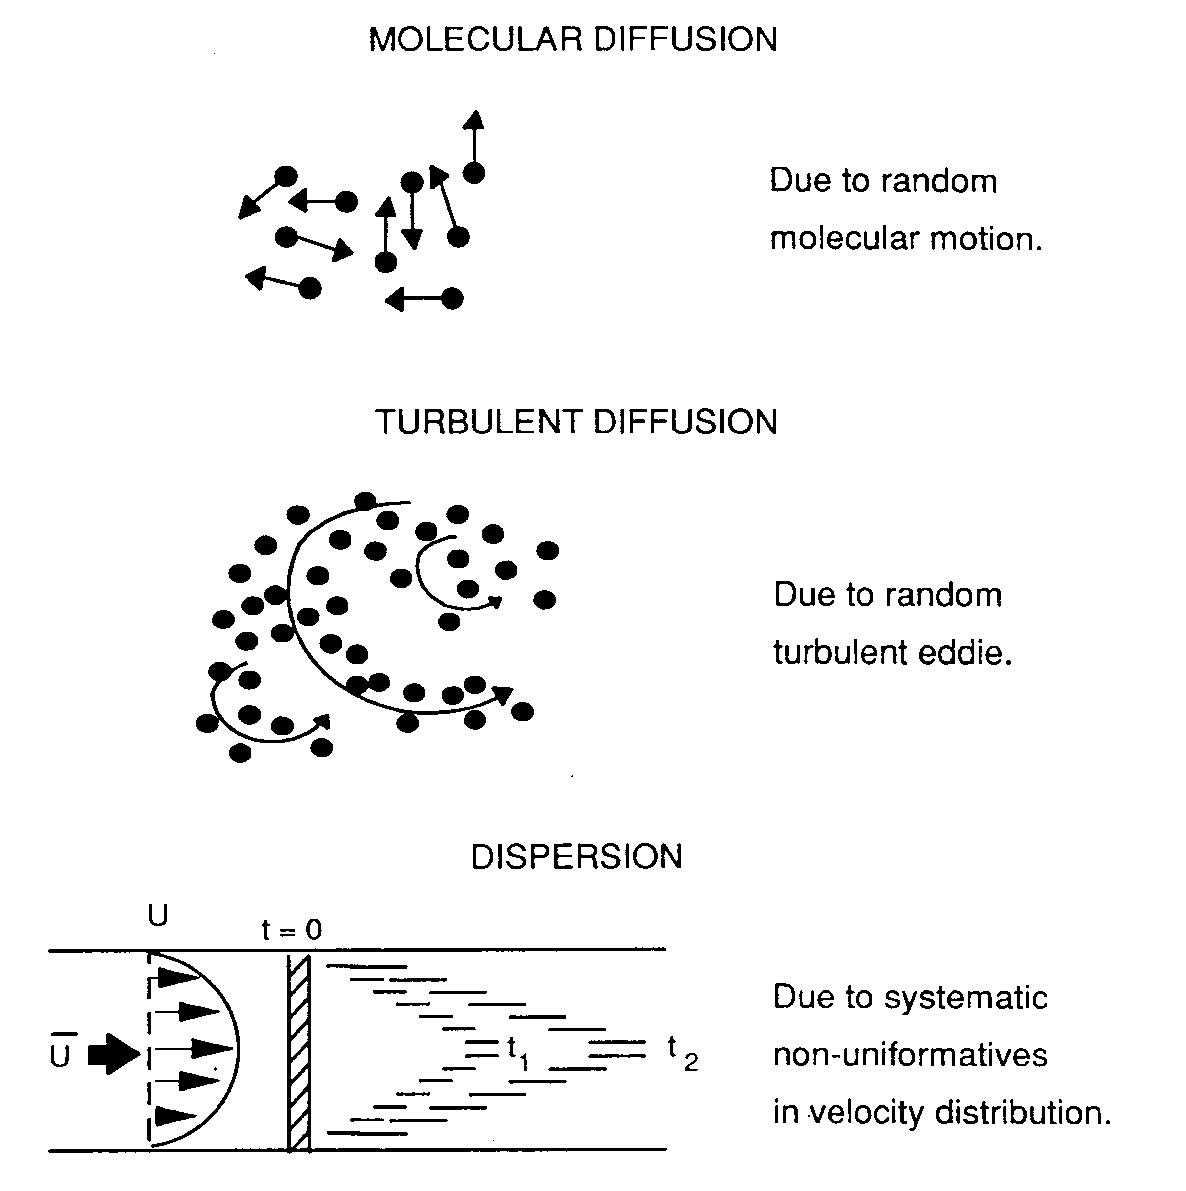 MOLECULAR DIFFUSION
Due to random
molecular motion.
TURBULENT DIFFUSION
Due to random
turbulent eddie.
DISPERSION
U
t = 0
U̅
t1
t2
Due to systematic
non-uniformatives
in velocity distribution.